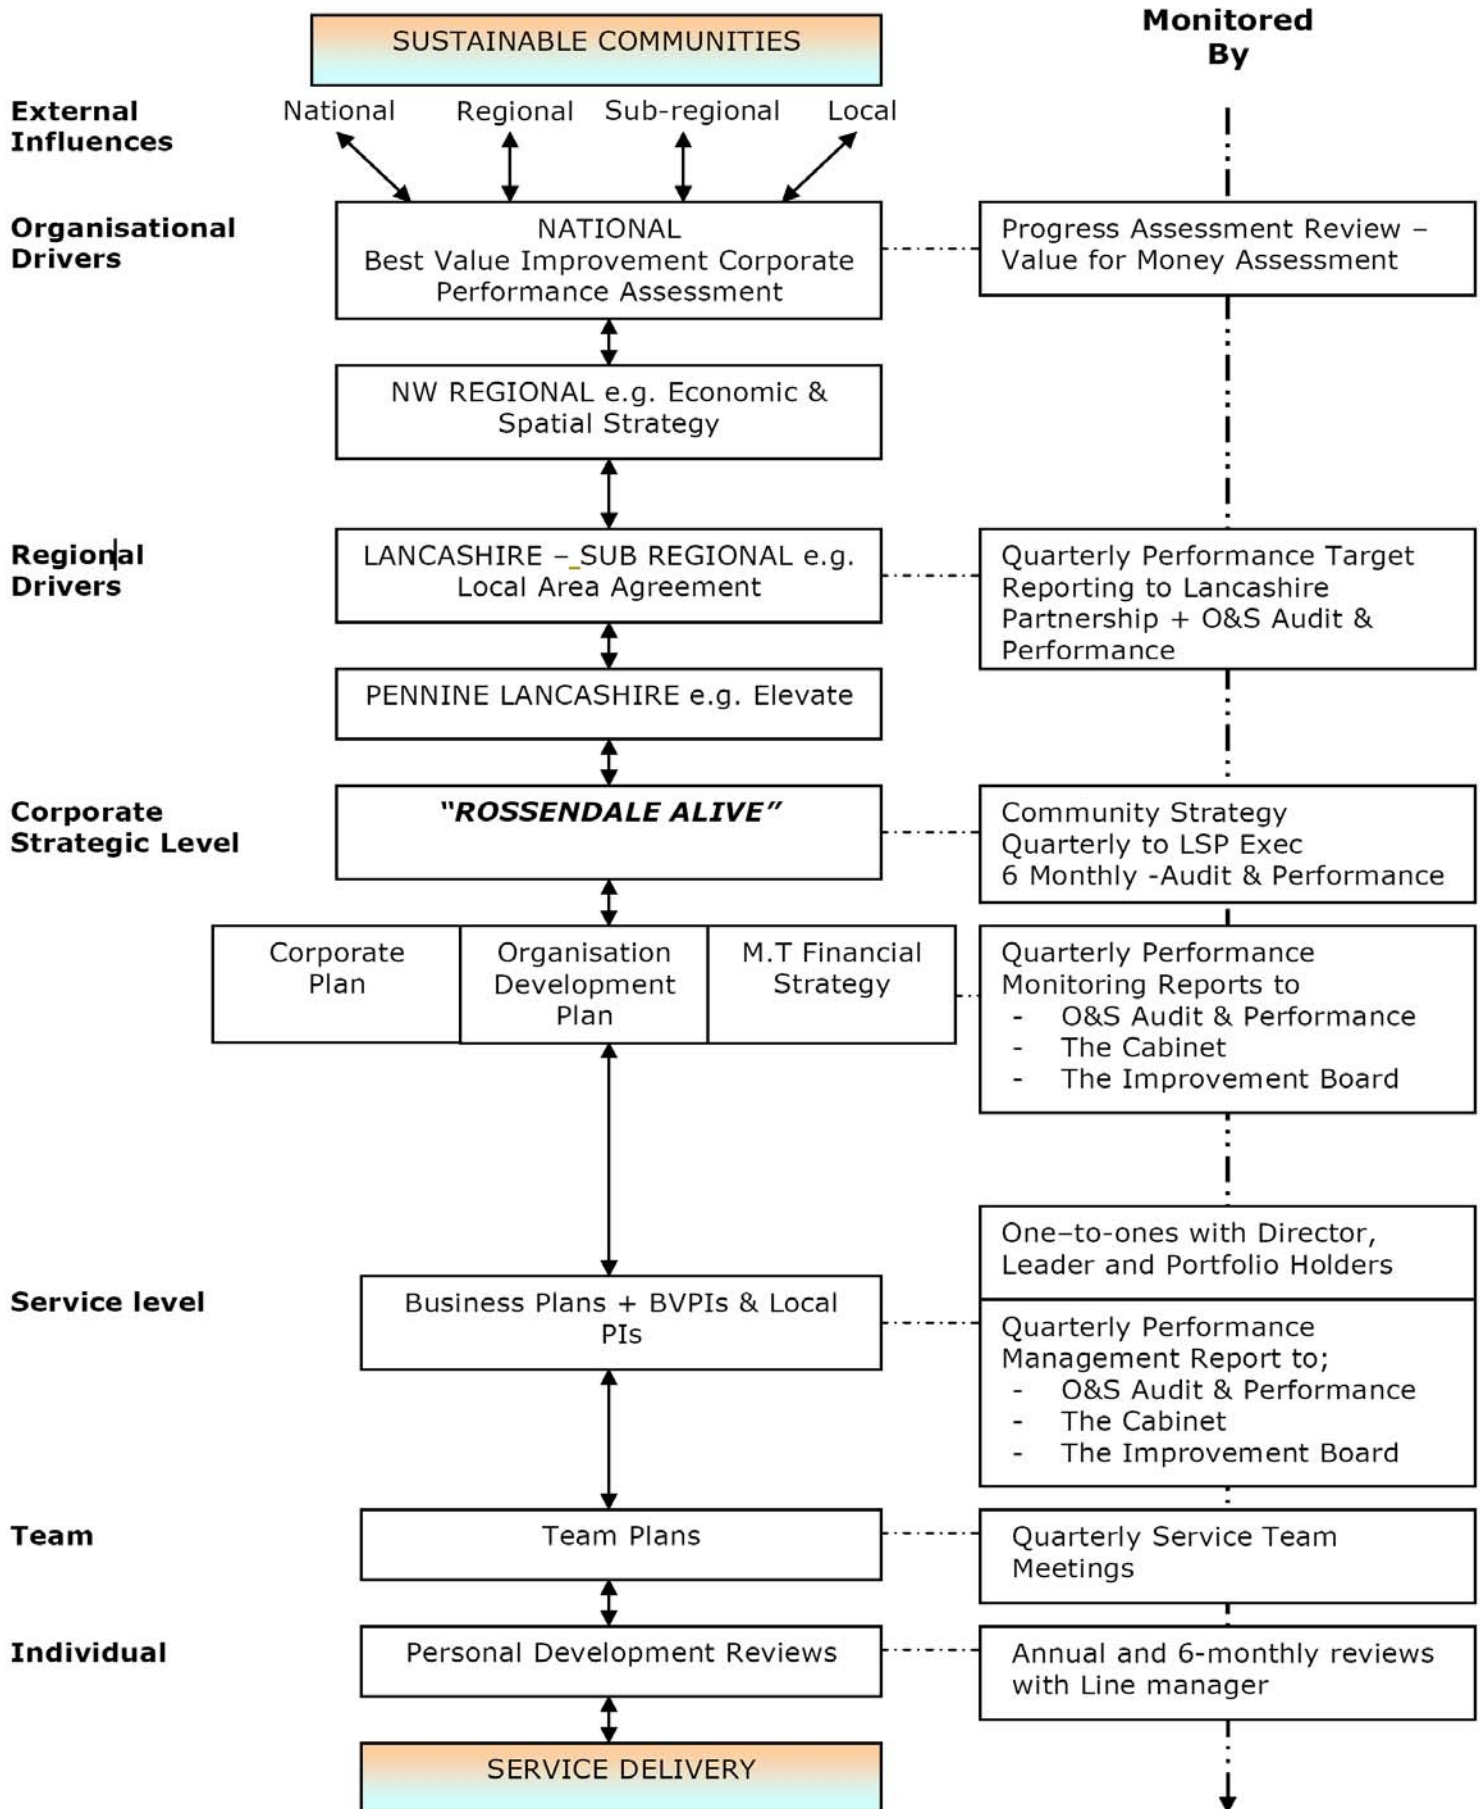 Monitored
By
SUSTAINABLE COMMUNITIES
External
Influences
National Regional Sub-regional Local
Organisational
Drivers
NATIONAL
Best Value Improvement Corporate
Performance Assessment
Progress Assessment Review –
Value for Money Assessment
NW REGIONAL e.g. Economic &
Spatial Strategy
Regional
Drivers
LANCASHIRE – SUB REGIONAL e.g.
Local Area Agreement
Quarterly Performance Target
Reporting to Lancashire
Partnership + O&S Audit &
Performance
PENNINE LANCASHIRE e.g. Elevate
Corporate
Strategic Level
“ROSSENDALE ALIVE”
Community Strategy
Quarterly to LSP Exec
6 Monthly -Audit & Performance
Corporate
Plan
Organisation
Development
Plan
M.T Financial
Strategy
Quarterly Performance
Monitoring Reports to
- O&S Audit & Performance
- The Cabinet
- The Improvement Board
One–to-ones with Director,
Leader and Portfolio Holders
Service level
Business Plans + BVPIs & Local
PIs
Quarterly Performance
Management Report to;
- O&S Audit & Performance
- The Cabinet
- The Improvement Board
Team
Team Plans
Quarterly Service Team
Meetings
Individual
Personal Development Reviews
Annual and 6-monthly reviews
with Line manager
SERVICE DELIVERY